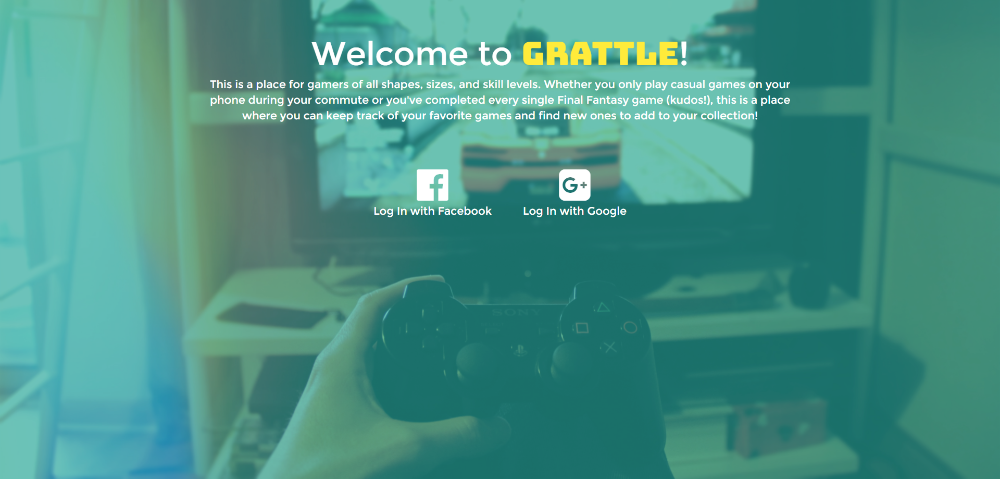 Welcome to GRATTLE!
This is a place for gamers of all shapes, sizes, and skill levels. Whether you only play casual games on your
phone during your commute or you've completed every single Final Fantasy game (kudos!), this is a place
where you can keep track of your favorite games and find new ones to add to your collection!
G+
Log In with Facebook Log In with Google
SONY